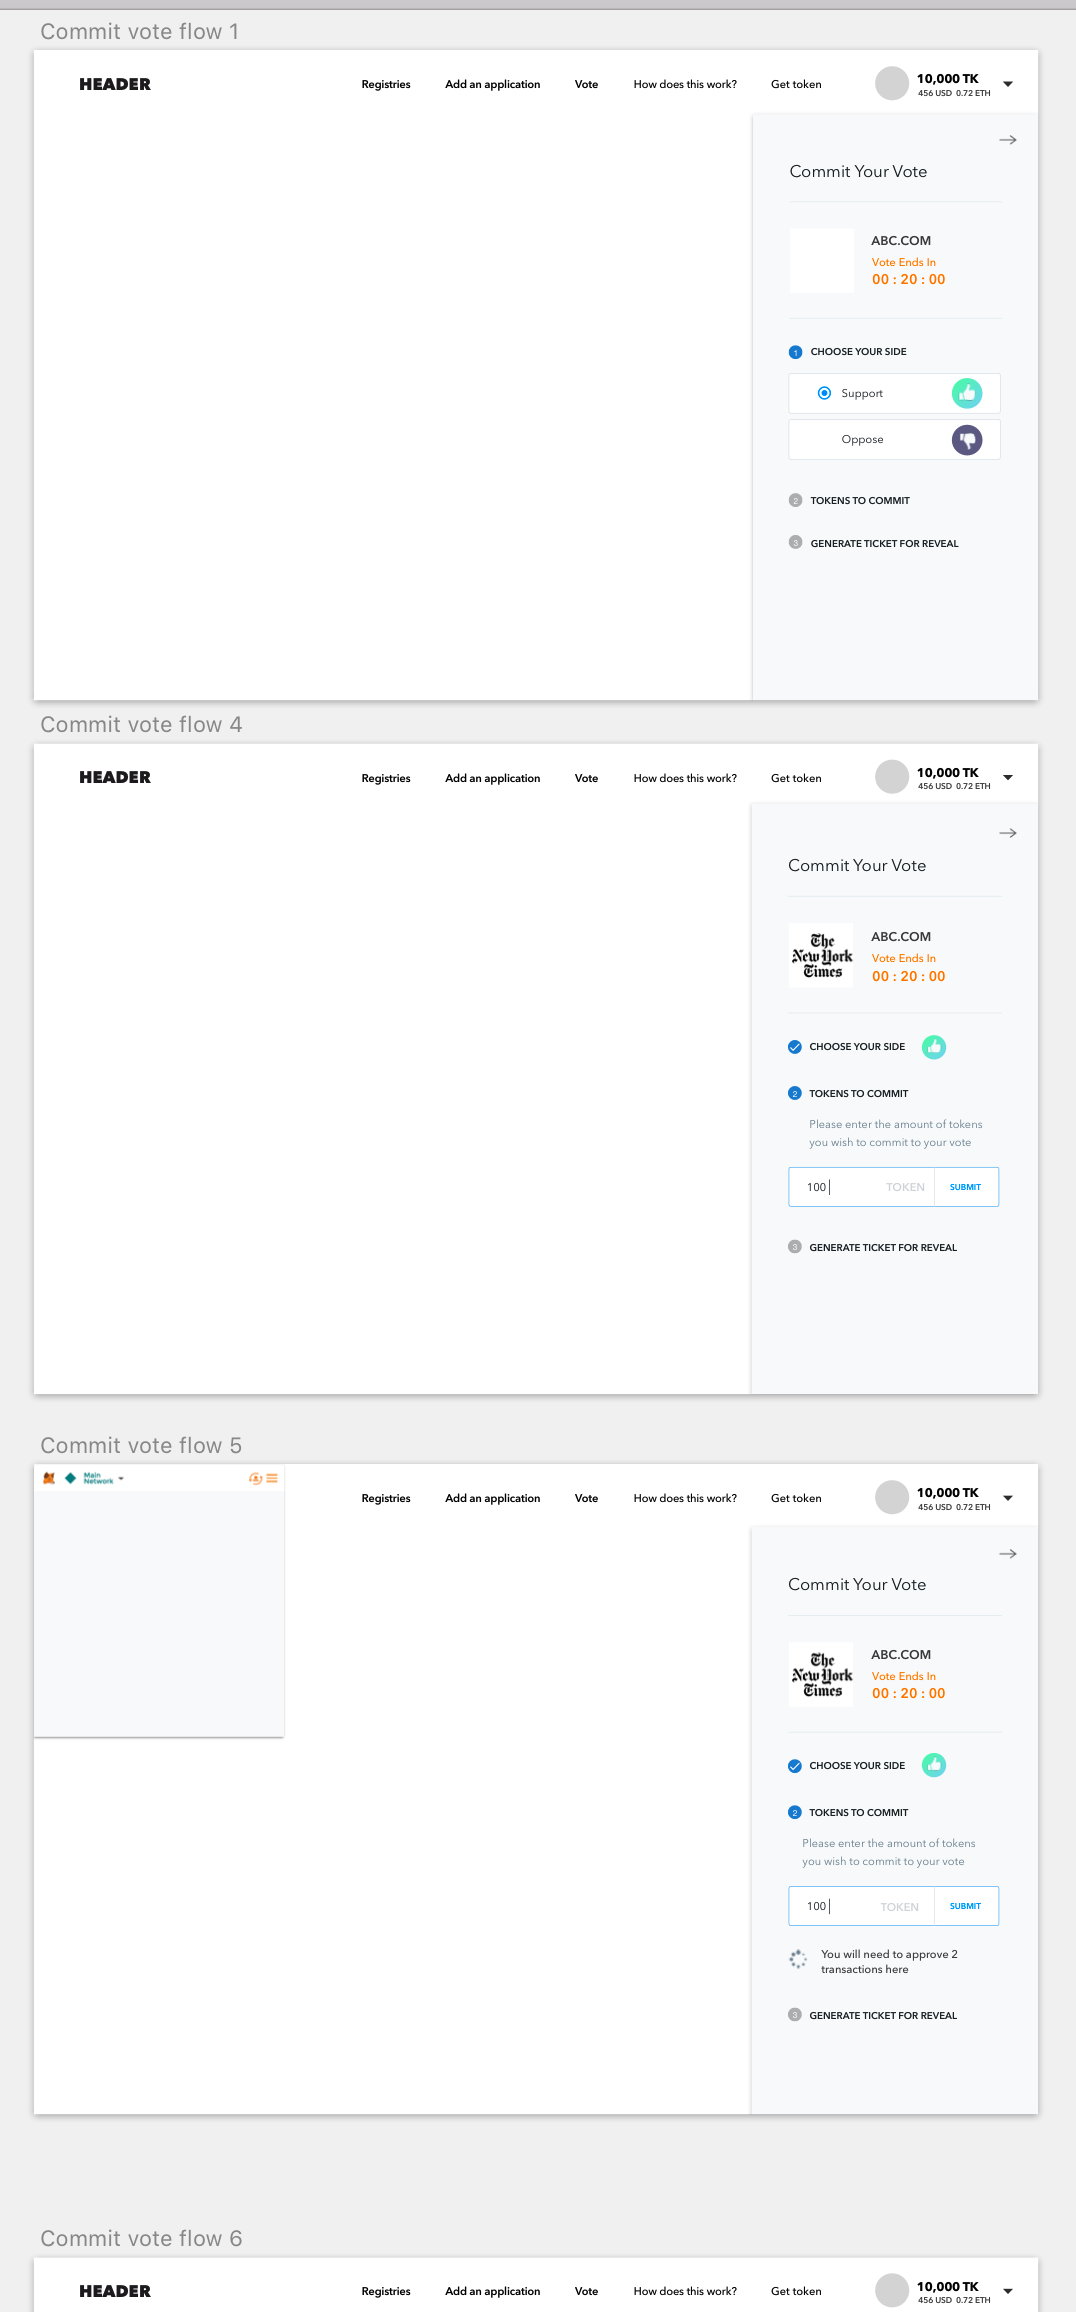 Commit vote flow 1
HEADER
Registries
Add an application
Vote
How does this work?
Get token
10,000 TK
456 USD 0.72 ETH
Commit Your Vote
ABC.COM
Vote Ends In
00 : 20 : 00
1 CHOOSE YOUR SIDE
Support
Oppose
2 TOKENS TO COMMIT
3 GENERATE TICKET FOR REVEAL
Commit vote flow 4
HEADER
Registries
Add an application
Vote
How does this work?
Get token
10,000 TK
456 USD 0.72 ETH
Commit Your Vote
The
New York
Times
ABC.COM
Vote Ends In
00 : 20 : 00
CHOOSE YOUR SIDE
2 TOKENS TO COMMIT
Please enter the amount of tokens
you wish to commit to your vote
100
TOKEN
SUBMIT
3 GENERATE TICKET FOR REVEAL
Commit vote flow 5
Main
Network
Registries
Add an application
Vote
How does this work?
Get token
10,000 TK
456 USD 0.72 ETH
Commit Your Vote
The
New York
Times
ABC.COM
Vote Ends In
00 : 20 : 00
CHOOSE YOUR SIDE
2 TOKENS TO COMMIT
Please enter the amount of tokens
you wish to commit to your vote
100
TOKEN
SUBMIT
You will need to approve 2
transactions here
3 GENERATE TICKET FOR REVEAL
Commit vote flow 6
HEADER
Registries
Add an application
Vote
How does this work?
Get token
10,000 TK
456 USD 0.72 ETH